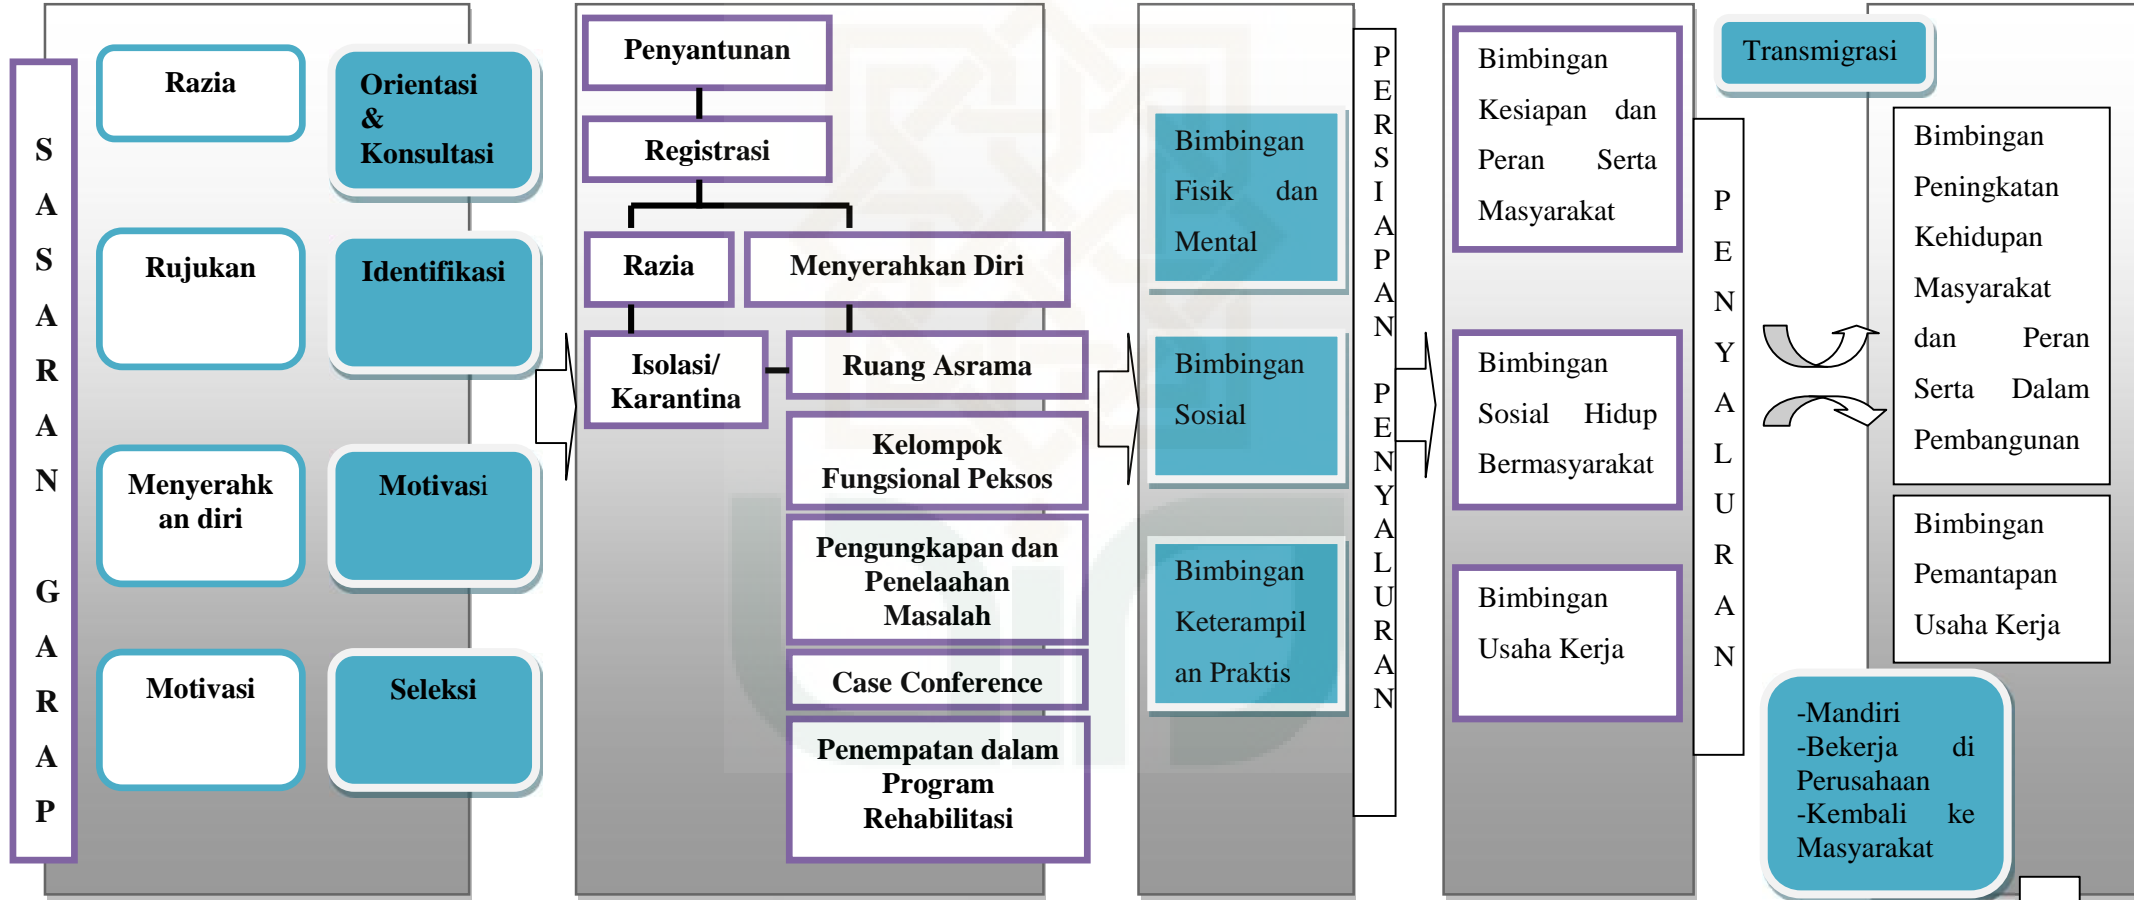 SASARAN GARAP
Razia
Rujukan
Menyerahk
an diri
Motivasi
Orientasi
&
Konsultasi
Identifikasi
Motivasi
Seleksi
Penyantunan
Registrasi
Razia
Menyerahkan Diri
Isolasi/
Karantina
Ruang Asrama
Kelompok
Fungsional Peksos
Pengungkapan dan
Penelaahan
Masalah
Case Conference
Penempatan dalam
Program
Rehabilitasi
Bimbingan
Fisik dan
Mental
Bimbingan
Sosial
Bimbingan
Keterampil
an Praktis
PERSIAPAN PENYALURAN
Bimbingan
Kesiapan dan
Peran Serta
Masyarakat
Bimbingan
Sosial Hidup
Bermasyarakat
Bimbingan
Usaha Kerja
PENYALURAN
Transmigrasi
Bimbingan
Peningkatan
Kehidupan
Masyarakat
dan Peran
Serta Dalam
Pembangunan
Bimbingan
Pemantapan
Usaha Kerja
-Mandiri
-Bekerja di
Perusahaan
-Kembali ke
Masyarakat